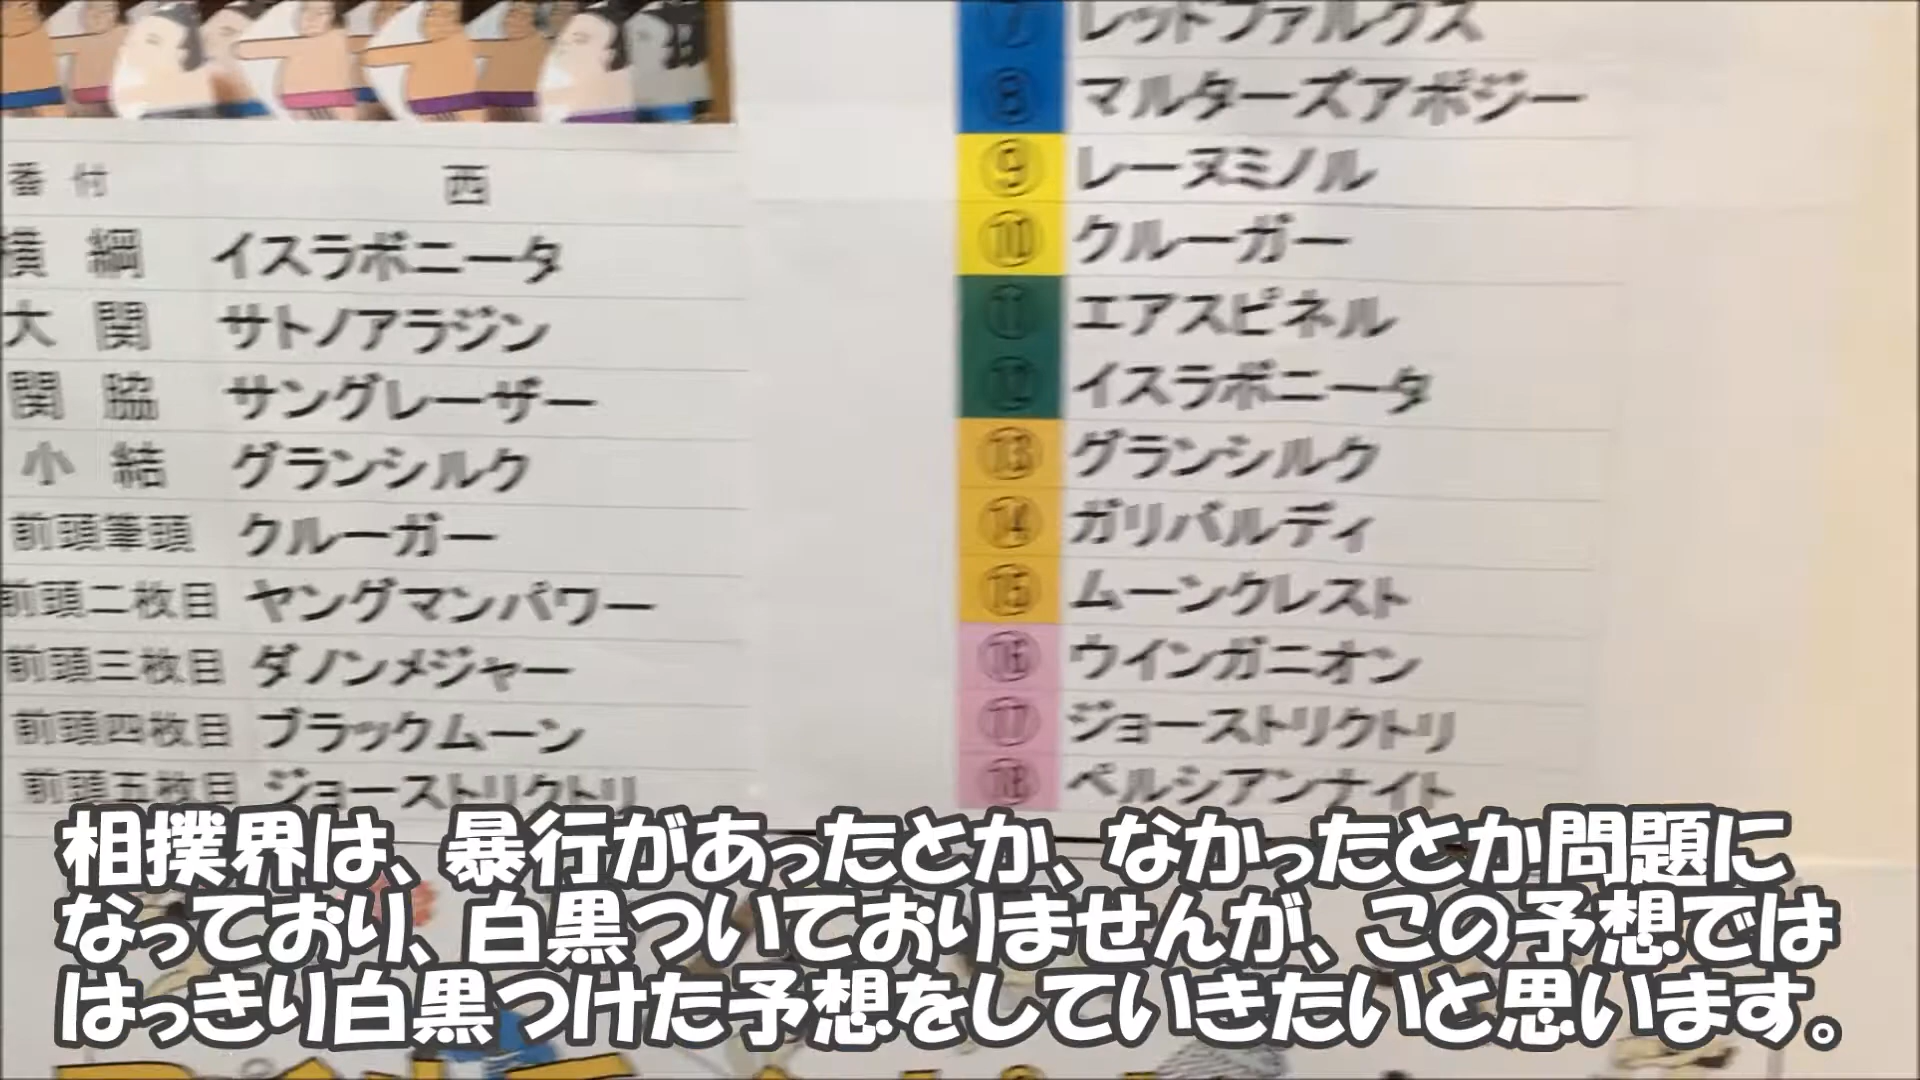 番付 西
横綱 イスラボニータ
大関 サトノアラジン
関脇 サングレーザー
小結 グランシルク
前頭筆頭 クルーガー
前頭二枚目 ヤングマンパワー
前頭三枚目 ダノンメジャー
前頭四枚目 ブラックムーン
前頭五枚目 ジョーストリクトリ
⑦ レッドファルクス
⑧ マルターズアポジー
⑨ レーヌミノル
⑩ クルーガー
⑪ エアスピネル
⑫ イスラボニータ
⑬ グランシルク
⑭ ガリバルディ
⑮ ムーンクレスト
⑯ ウインガニオン
⑰ ジョーストリクトリ
⑱ ペルシアンナイト
相撲界は、暴行があったとか、なかったとか問題に
なっており、白黒ついておりませんが、この予想では
はっきり白黒つけた予想をしていきたいと思います。